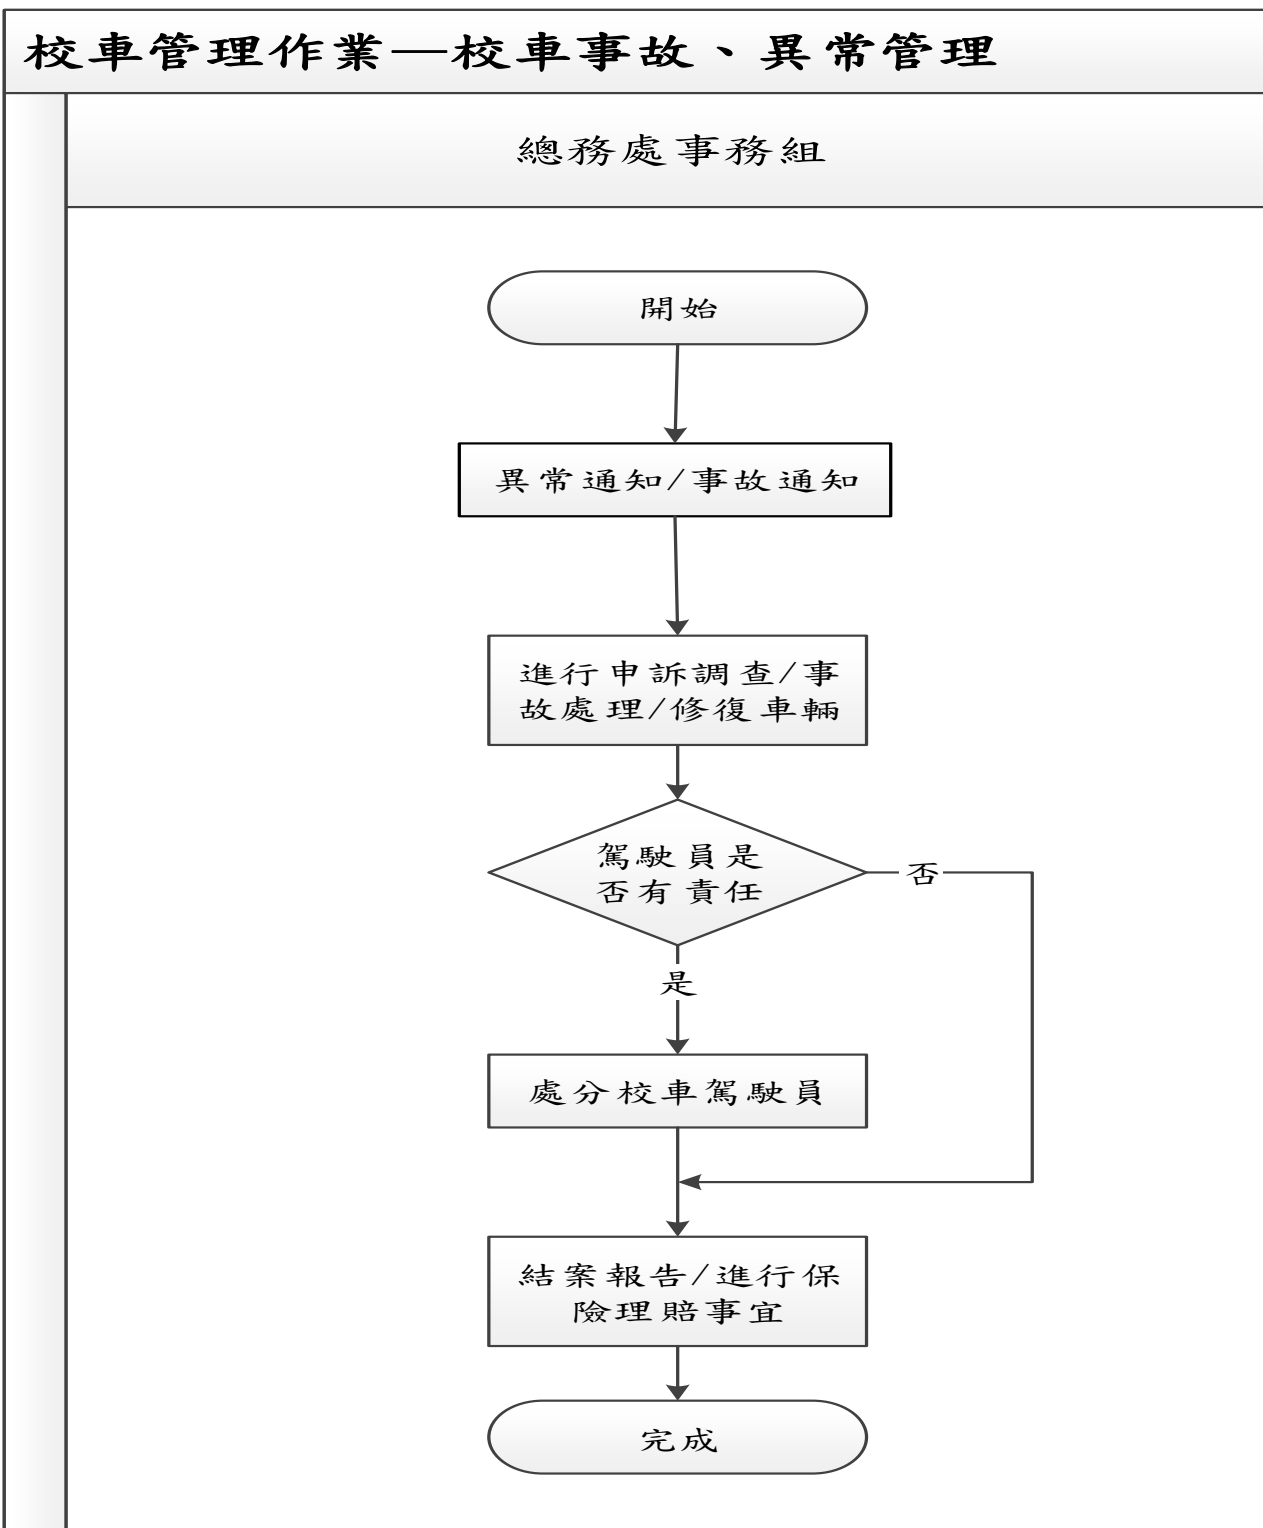 校車管理作業—校車事故、異常管理
總務處事務組
開始
異常通知/事故通知
進行申訴調查/事
故處理/修復車輛
駕駛員是
否有責任
否
是
處分校車駕駛員
結案報告/進行保
險理賠事宜
完成